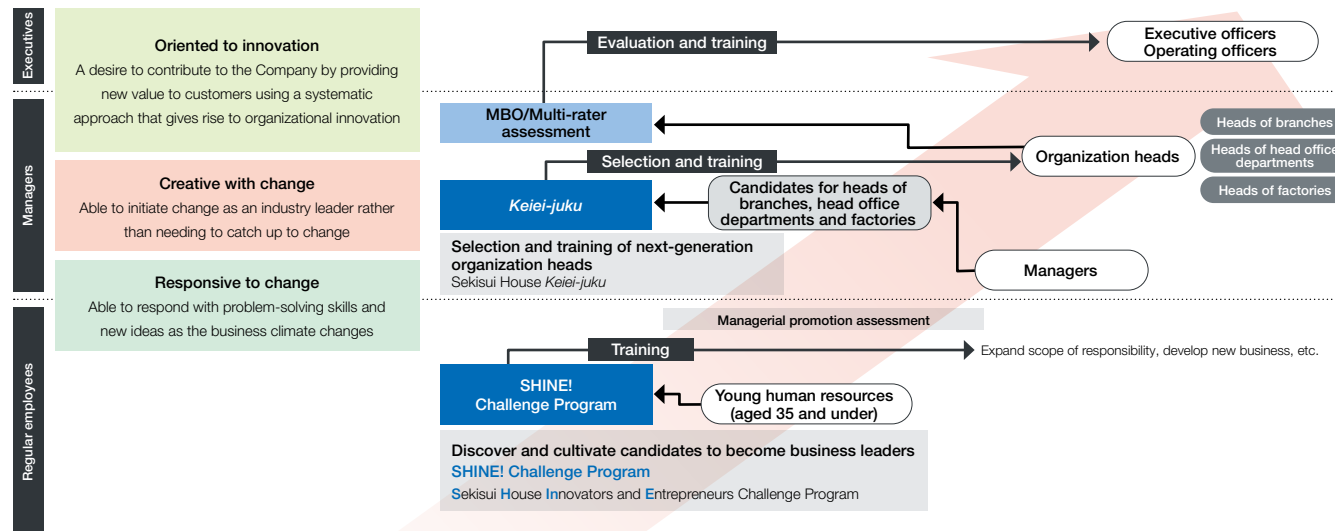 Executives
Oriented to innovation
A desire to contribute to the Company by providing
new value to customers using a systematic
approach that gives rise to organizational innovation
Evaluation and training
Executive officers
Operating officers
Managers
MBO/Multi-rater
assessment
Heads of branches
Organization heads
Heads of head office
departments
Heads of factories
Selection and training
Creative with change
Able to initiate change as an industry leader rather
than needing to catch up to change
Keiei-juku
Candidates for heads of
branches, head office
departments and factories
Selection and training of next-generation
organization heads
Sekisui House Keiei-juku
Managers
Responsive to change
Able to respond with problem-solving skills and
new ideas as the business climate changes
Regular employees
Managerial promotion assessment
Training
Expand scope of responsibility, develop new business, etc.
SHINE!
Challenge Program
Young human resources
(aged 35 and under)
Discover and cultivate candidates to become business leaders
SHINE! Challenge Program
Sekisui House Innovators and Entrepreneurs Challenge Program